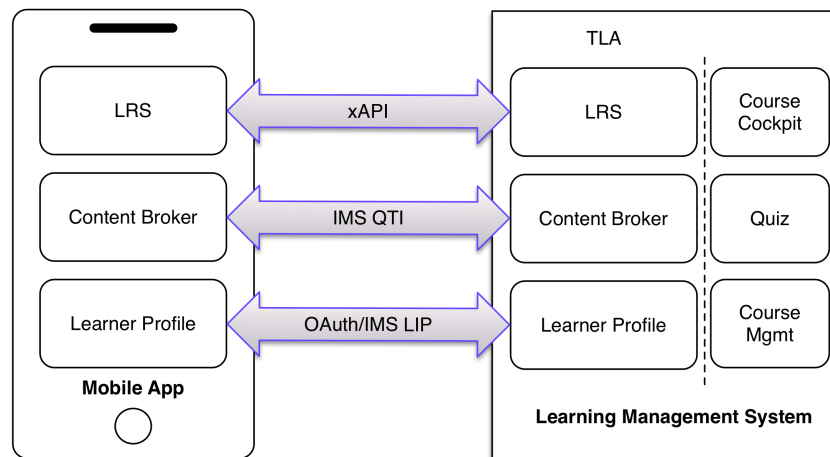 TLA
LRS
xAPI
LRS
Course
Cockpit
Content Broker
IMS QTI
Content Broker
Quiz
Learner Profile
OAuth/IMS LIP
Learner Profile
Course
Mgmt
Mobile App
Learning Management System